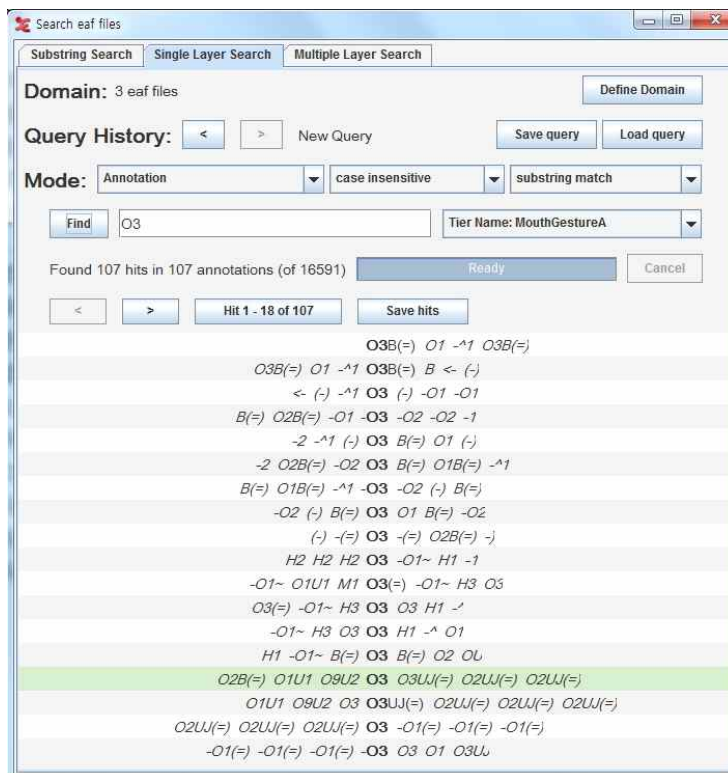 Search eaf files
Substring Search Single Layer Search Multiple Layer Search
Domain: 3 eaf files Define Domain
Query History: < > New Query Save query Load query
Mode: Annotation case insensitive substring match
Find O3 Tier Name: MouthGestureA
Found 107 hits in 107 annotations (of 16591) Ready Cancel
< > Hit 1 - 18 of 107 Save hits
O3B(=) O1 -^1 O3B(=)
O3B(=) O1 -^1 O3B(=) B <- (-)
<- (-) -^1 O3 (-) -O1 -O1
B(=) O2B(=) -O1 -O3 -O2 -O2 -1
-2 -^1 (-) O3 B(=) O1 (-)
-2 O2B(=) -O2 O3 B(=) O1B(=) -^1
B(=) O1B(=) -^1 -O3 -O2 (-) B(=)
-O2 (-) B(=) O3 O1 B(=) -O2
(-) -(=) O3 -(=) O2B(=) -)
H2 H2 H2 O3 -O1~ H1 -1
-O1~ O1U1 M1 O3(=) -O1~ H3 O3
O3(=) -O1~ H3 O3 O3 H1 -^
-O1~ H3 O3 O3 H1 -^ O1
H1 -O1~ B(=) O3 B(=) O2 OU
O2B(=) O1U1 O9U2 O3 O3UJ(=) O2UJ(=) O2UJ(=)
O1U1 O9U2 O3 O3UJ(=) O2UJ(=) O2UJ(=) O2UJ(=)
O2UJ(=) O2UJ(=) O2UJ(=) O3 -O1(=) -O1(=) -O1(=)
-O1(=) -O1(=) -O1(=) -O3 O3 O1 O3UJ